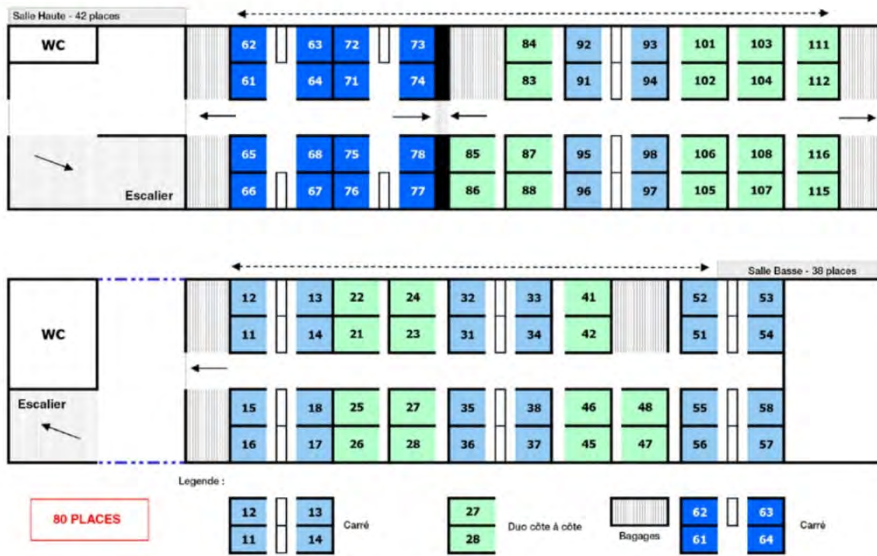 Salle Haute - 42 places
WC 62 63 72 73 84 92 93 101 103 111
61 64 71 74 83 91 94 102 104 112
65 68 75 78 85 87 95 98 106 108 116
Escalier 66 67 76 77 86 88 96 97 105 107 115
Salle Basse - 38 places
12 13 22 24 32 33 41 52 53
WC 11 14 21 23 31 34 42 51 54
Escalier 15 18 25 27 35 38 46 48 55 58
16 17 26 28 36 37 45 47 56 57
Legende :
80 PLACES 12 13 Carré 27 Duo côte à côte Bagages 62 63 Carré
11 14 28 61 64